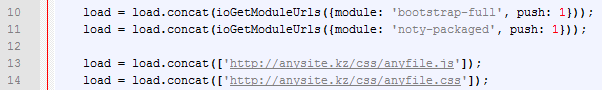 10 load = load.concat(ioGetModuleUrls({module: 'bootstrap-full', push: 1}));
11 load = load.concat(ioGetModuleUrls({module: 'noty-packaged', push: 1}));
12
13 load = load.concat(['http://anysite.kz/css/anyfile.js']);
14 load = load.concat(['http://anysite.kz/css/anyfile.css']);